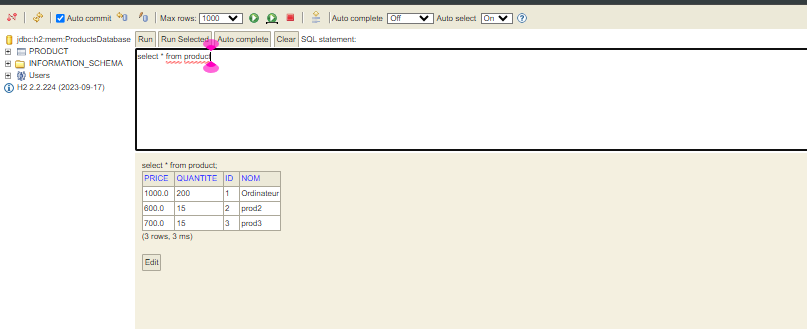 Auto commit Max rows: 1000 Auto complete Off Auto select On
jdbc:h2:mem:ProductsDatabase
PRODUCT
INFORMATION_SCHEMA
Users
H2 2.2.224 (2023-09-17)
Run Run Selected Auto complete Clear SQL statement:
select * from product
select * from product;
PRICE QUANTITE ID NOM
1000.0 200 1 Ordinateur
600.0 15 2 prod2
700.0 15 3 prod3
(3 rows, 3 ms)
Edit